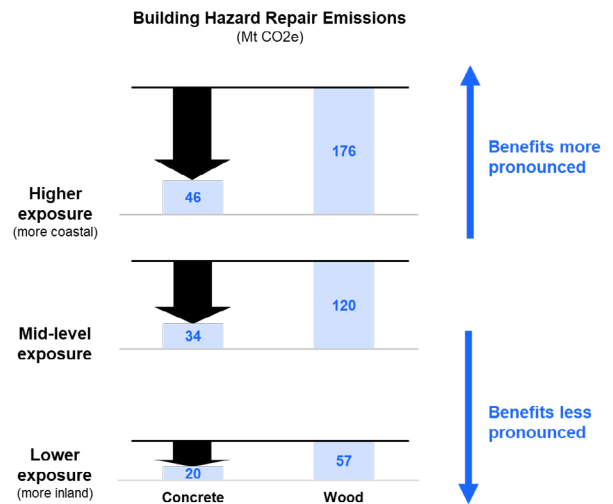 Building Hazard Repair Emissions
(Mt CO2e)
176
46
Higher
exposure
(more coastal)
Benefits more
pronounced
120
34
Mid-level
exposure
57
20
Lower
exposure
(more inland)
Benefits less
pronounced
Concrete
Wood